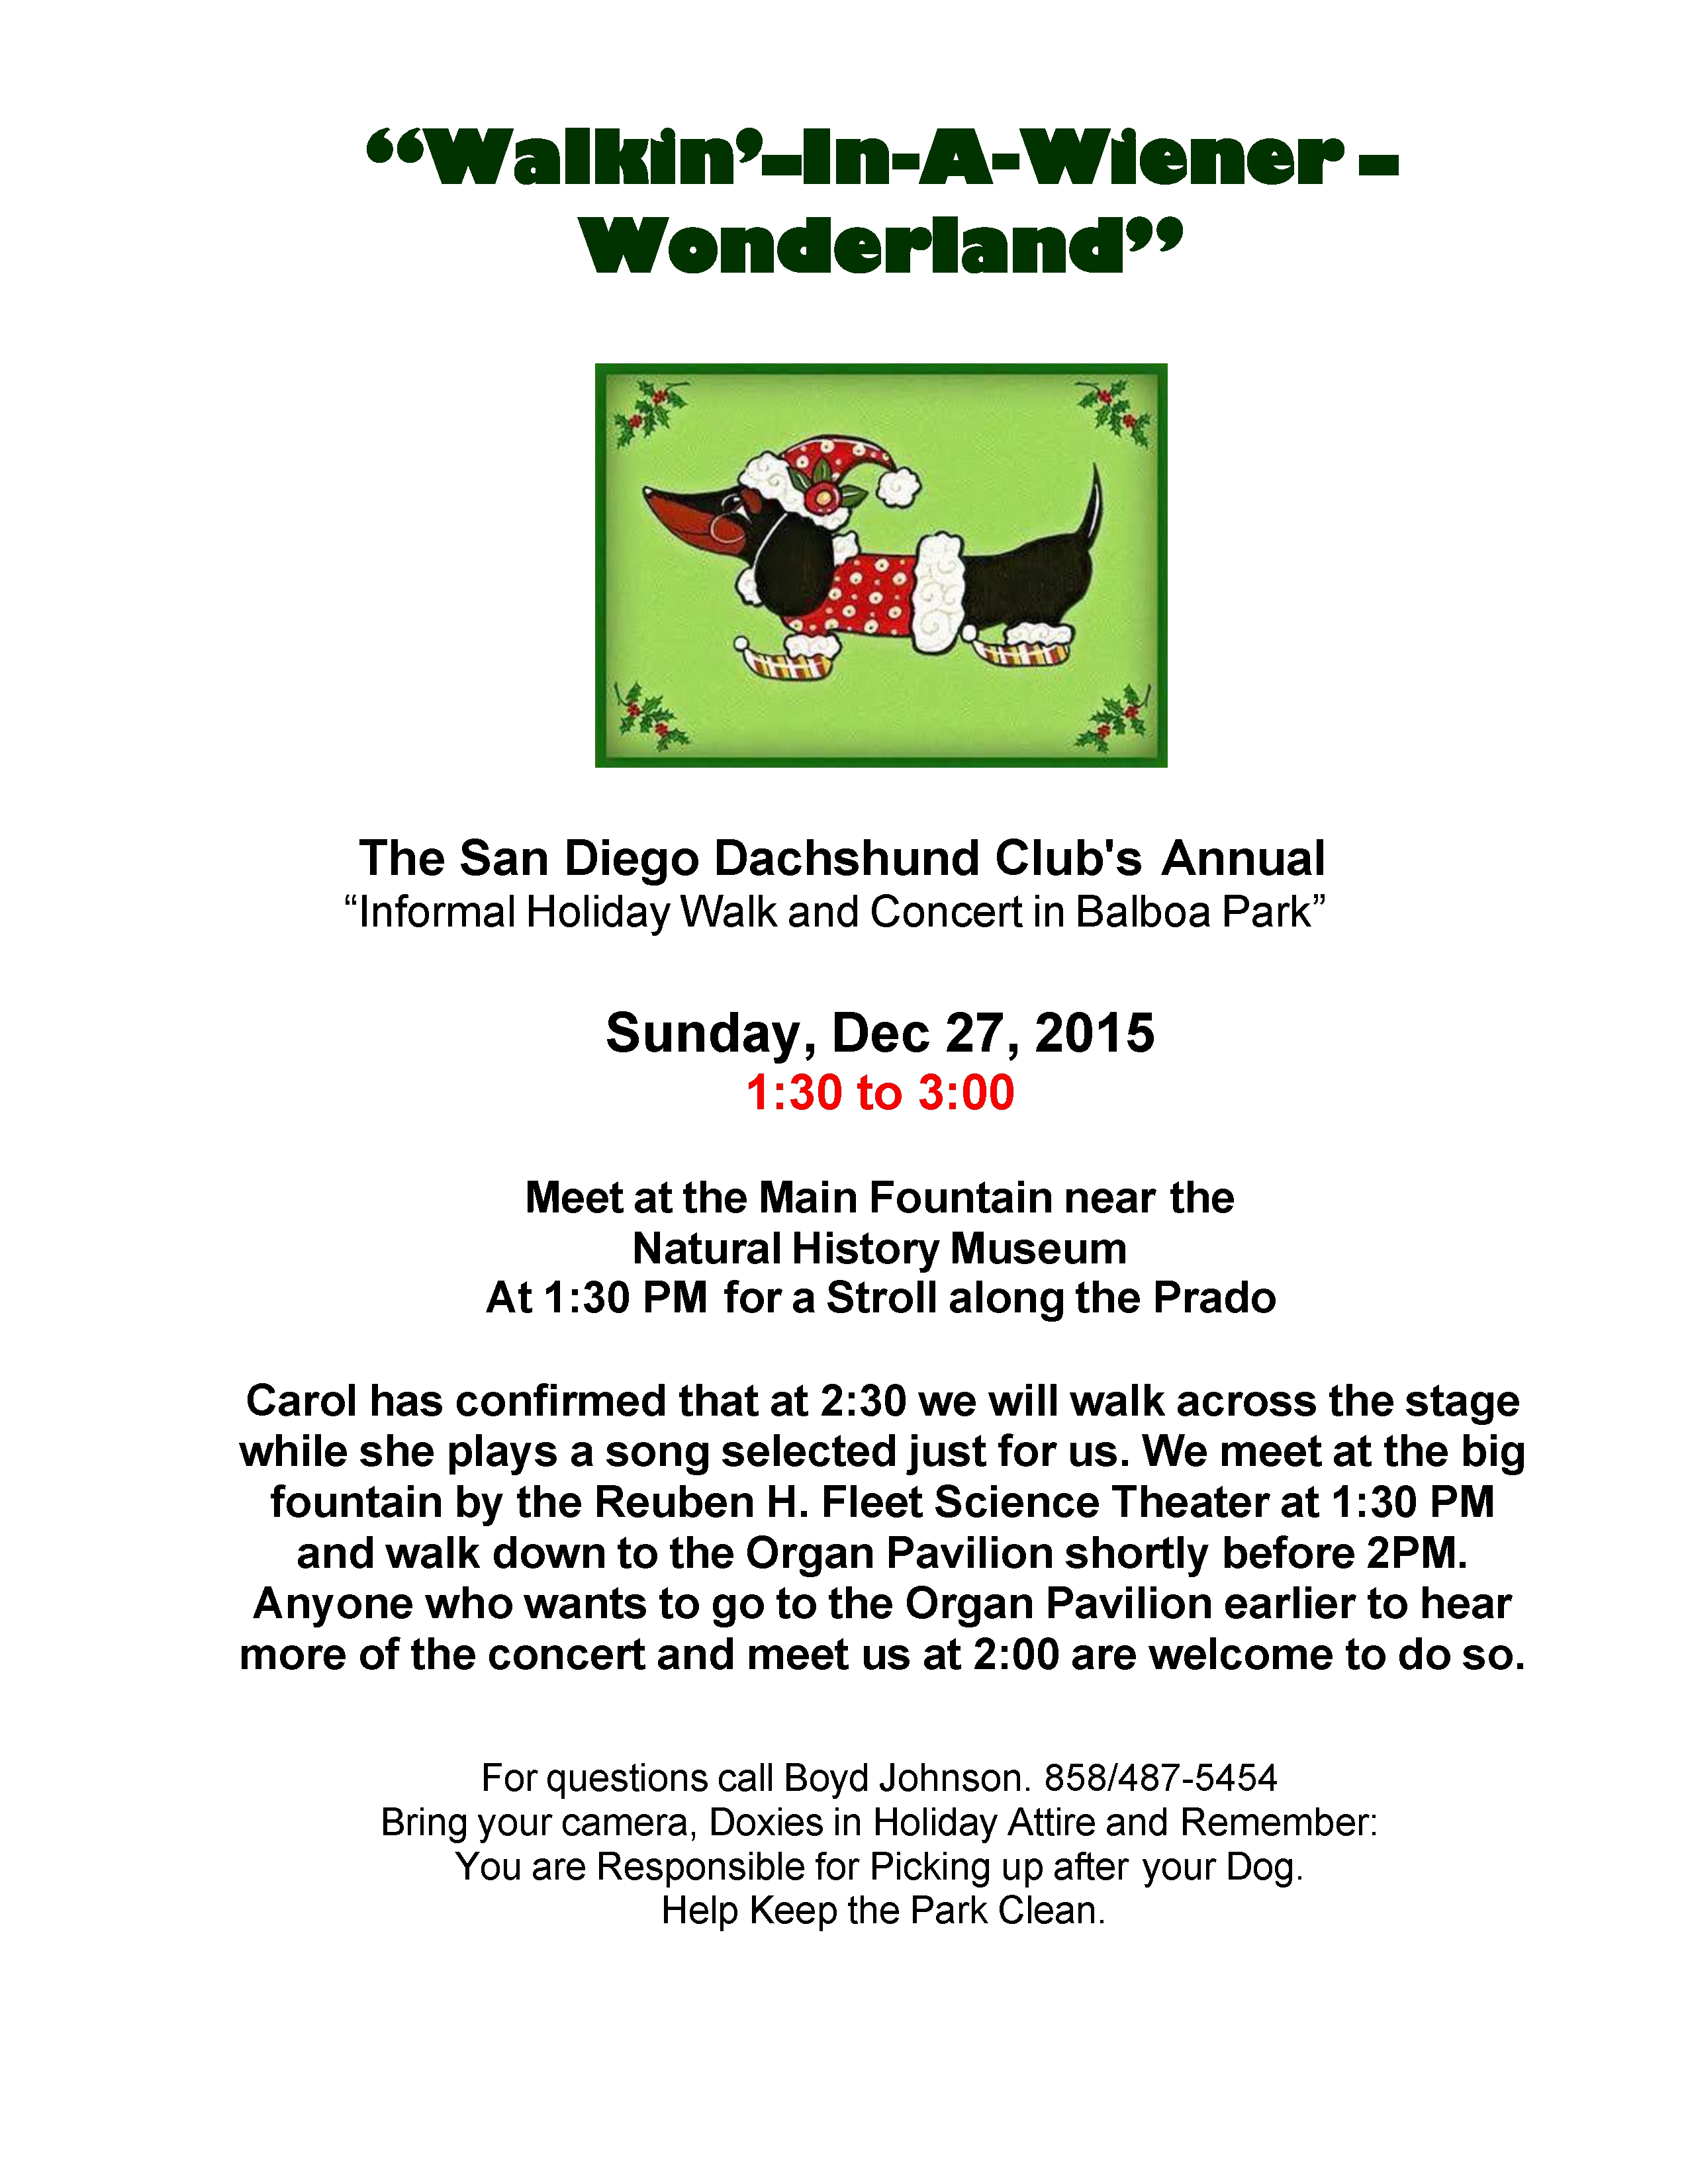 “Walkin’–In-A-Wiener –
Wonderland”
The San Diego Dachshund Club's Annual
“Informal Holiday Walk and Concert in Balboa Park”
Sunday, Dec 27, 2015
1:30 to 3:00
Meet at the Main Fountain near the
Natural History Museum
At 1:30 PM for a Stroll along the Prado
Carol has confirmed that at 2:30 we will walk across the stage
while she plays a song selected just for us. We meet at the big
fountain by the Reuben H. Fleet Science Theater at 1:30 PM
and walk down to the Organ Pavilion shortly before 2PM.
Anyone who wants to go to the Organ Pavilion earlier to hear
more of the concert and meet us at 2:00 are welcome to do so.
For questions call Boyd Johnson. 858/487-5454
Bring your camera, Doxies in Holiday Attire and Remember:
You are Responsible for Picking up after your Dog.
Help Keep the Park Clean.